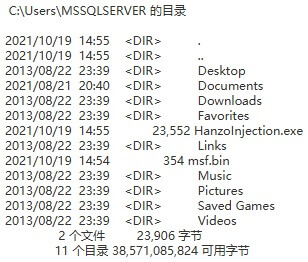 C:\Users\MSSQLSERVER 的目录
2021/10/19  14:55    <DIR>          .
2021/10/19  14:55    <DIR>          ..
2013/08/22  23:39    <DIR>          Desktop
2021/08/21  20:40    <DIR>          Documents
2013/08/22  23:39    <DIR>          Downloads
2013/08/22  23:39    <DIR>          Favorites
2021/10/19  14:55            23,552 HanzoInjection.exe
2013/08/22  23:39    <DIR>          Links
2021/10/19  14:54               354 msf.bin
2013/08/22  23:39    <DIR>          Music
2013/08/22  23:39    <DIR>          Pictures
2013/08/22  23:39    <DIR>          Saved Games
2013/08/22  23:39    <DIR>          Videos
2 个文件         23,906 字节
11 个目录 38,571,085,824 可用字节